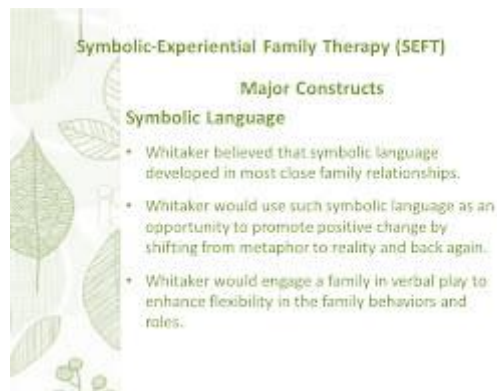 Symbolic-Experiential Family Therapy (SEFT)
Major Constructs
Symbolic Language
• Whitaker believed that symbolic language
developed in most close family relationships.
• Whitaker would use such symbolic language as an
opportunity to promote positive change by
shifting from metaphor to reality and back again.
• Whitaker would engage a family in verbal play to
enhance flexibility in the family behaviors and
roles.